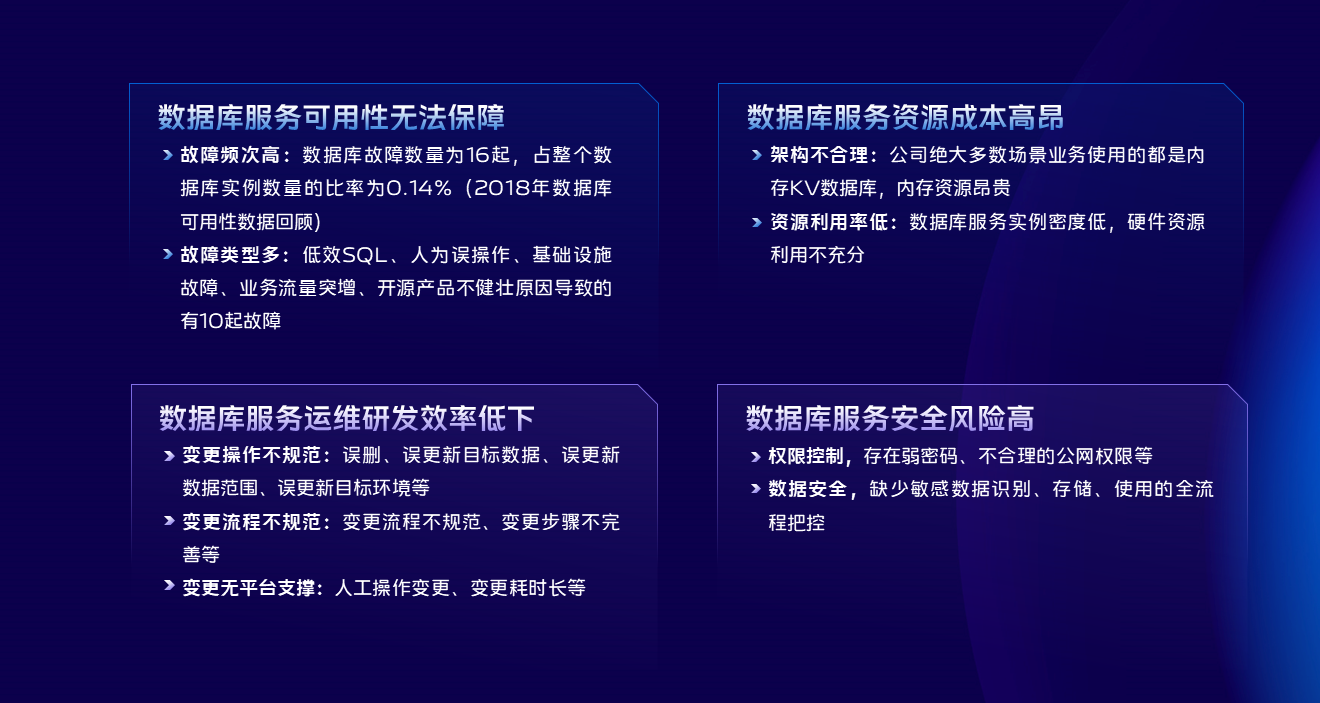 数据库服务可用性无法保障
故障频次高：数据库故障数量为16起，占整个数
据库实例数量的比率为0.14%（2018年数据库
可用性数据回顾)
故障类型多：低效SQL、人为误操作、基础设施
故障、业务流量突增、开源产品不健壮原因导致的
有10起故障
数据库服务资源成本高昂
架构不合理：公司绝大多数场景业务使用的都是内
存KV数据库，内存资源昂贵
资源利用率低：数据库服务实例密度低，硬件资源
利用不充分
数据库服务运维研发效率低下
变更操作不规范：误删、误更新目标数据、误更新
数据范围、误更新目标环境等
变更流程不规范：变更流程不规范、变更步骤不完
善等
变更无平台支撑：人工操作变更、变更耗时长等
数据库服务安全风险高
权限控制，存在弱密码、不合理的公网权限等
数据安全，缺少敏感数据识别、存储、使用的全流
程把控